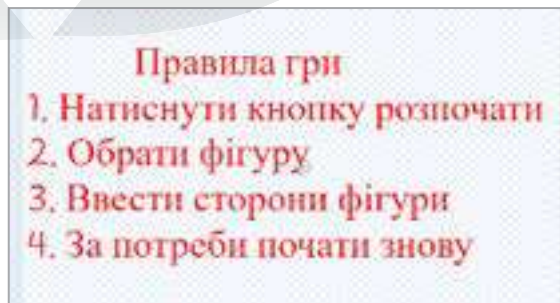 Правила гри
1. Натиснути кнопку розпочати
2. Обрати фігуру
3. Ввести сторони фігури
4. За потреби почати знову